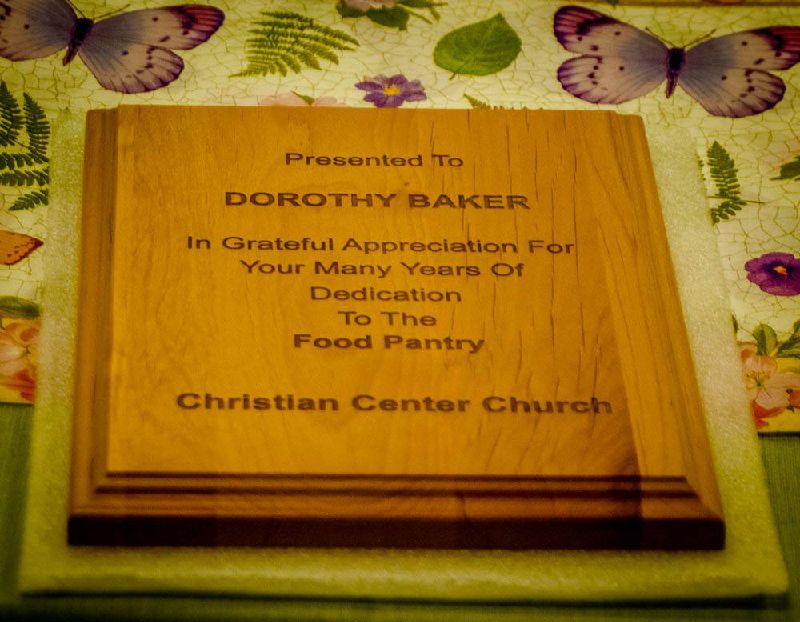 Presented To
DOROTHY BAKER
In Grateful Appreciation For
Your Many Years Of
Dedication
To The
Food Pantry
Christian Center Church